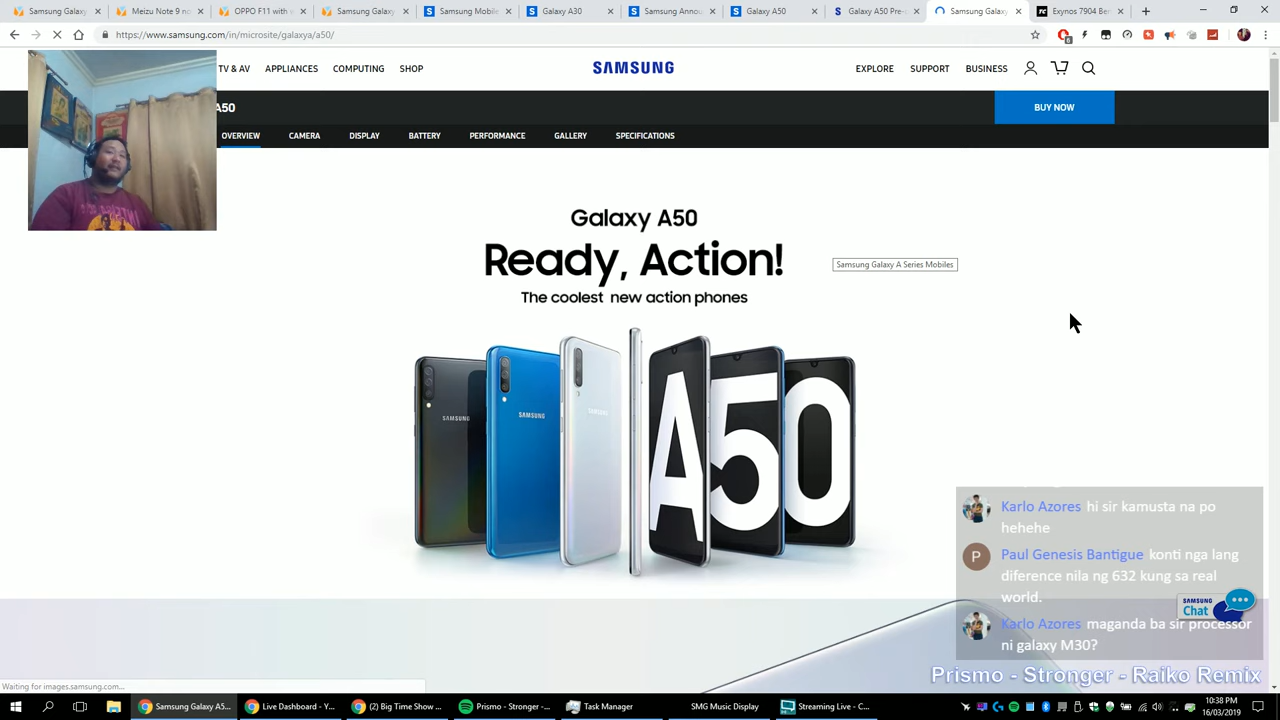 Samsung Galaxy
Meizu Note 9 n
OPPO F11 with
Samsung Galaxy
Samsung Mobile
Galaxy A30
Samsung Annou
Galaxy A50
Galaxy A50 Pre-
Samsung Galaxy
Exynos 7904 Ben
https://www.samsung.com/in/microsite/galaxya/a50/
6
TV & AV APPLIANCES COMPUTING SHOP
SAMSUNG
EXPLORE SUPPORT BUSINESS
A50
BUY NOW
OVERVIEW CAMERA DISPLAY BATTERY PERFORMANCE GALLERY SPECIFICATIONS
Galaxy A50
Ready, Action!
Samsung Galaxy A Series Mobiles
The coolest new action phones
SAMSUNG
SAMSUNG
SAMSUNG
A50
Karlo Azores hi sir kamusta na po
hehehe
P
Paul Genesis Bantigue konti nga lang
diference nila ng 632 kung sa real
world.
SAMSUNG
Chat
Karlo Azores maganda ba sir processor
ni galaxy M30?
Prismo - Stronger - Raiko Remix
Waiting for images.samsung.com...
Samsung Galaxy A5...
Live Dashboard - Y...
(2) Big Time Show ...
Prismo - Stronger -...
Task Manager
SMG Music Display
Streaming Live - C...
10:38 PM
16/03/2019